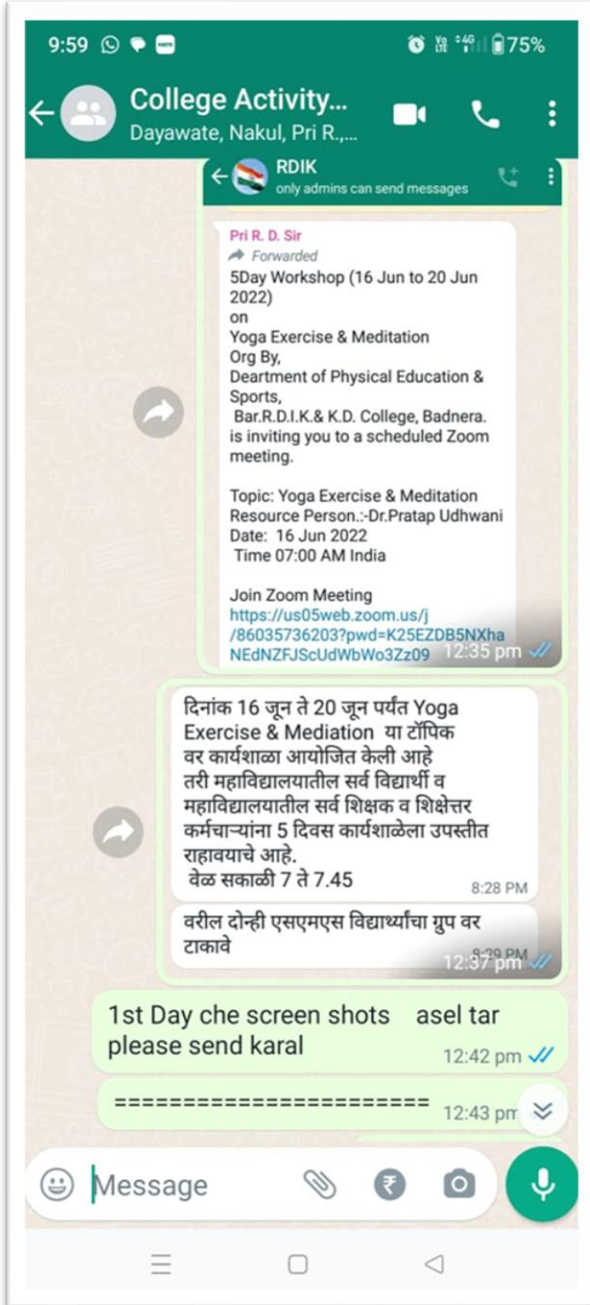 9:59
75%
College Activity...
Dayawate, Nakul, Pri R.,...
RDIK
only admins can send messages
Pri R. D. Sir
Forwarded
5Day Workshop (16 Jun to 20 Jun
2022)
on
Yoga Exercise & Meditation
Org By,
Deartment of Physical Education &
Sports,
Bar.R.D.I.K.& K.D. College, Badnera.
is inviting you to a scheduled Zoom
meeting.
Topic: Yoga Exercise & Meditation
Resource Person.:-Dr.Pratap Udhwani
Date: 16 Jun 2022
Time 07:00 AM India
Join Zoom Meeting
https://us05web.zoom.us/j
/86035736203?pwd=K25EZDB5NXha
NEdNZFJScUdWbWo3Zz09 12:35 pm
दिनांक 16 जून ते 20 जून पर्यंत Yoga
Exercise & Mediation या टॉपिक
वर कार्यशाळा आयोजित केली आहे
तरी महाविद्यालयातील सर्व विद्यार्थी व
महाविद्यालयातील सर्व शिक्षक व शिक्षेत्तर
कर्मचाऱ्यांना 5 दिवस कार्यशाळेला उपस्तीत
राहावयाचे आहे.
वेळ सकाळी 7 ते 7.45
8:28 PM
वरील दोन्ही एसएमएस विद्यार्थ्यांचा ग्रुप वर
टाकावे
8:29 PM
12:37 pm
1st Day che screen shots asel tar
please send karal
12:42 pm
======================= 12:43 pm
Message